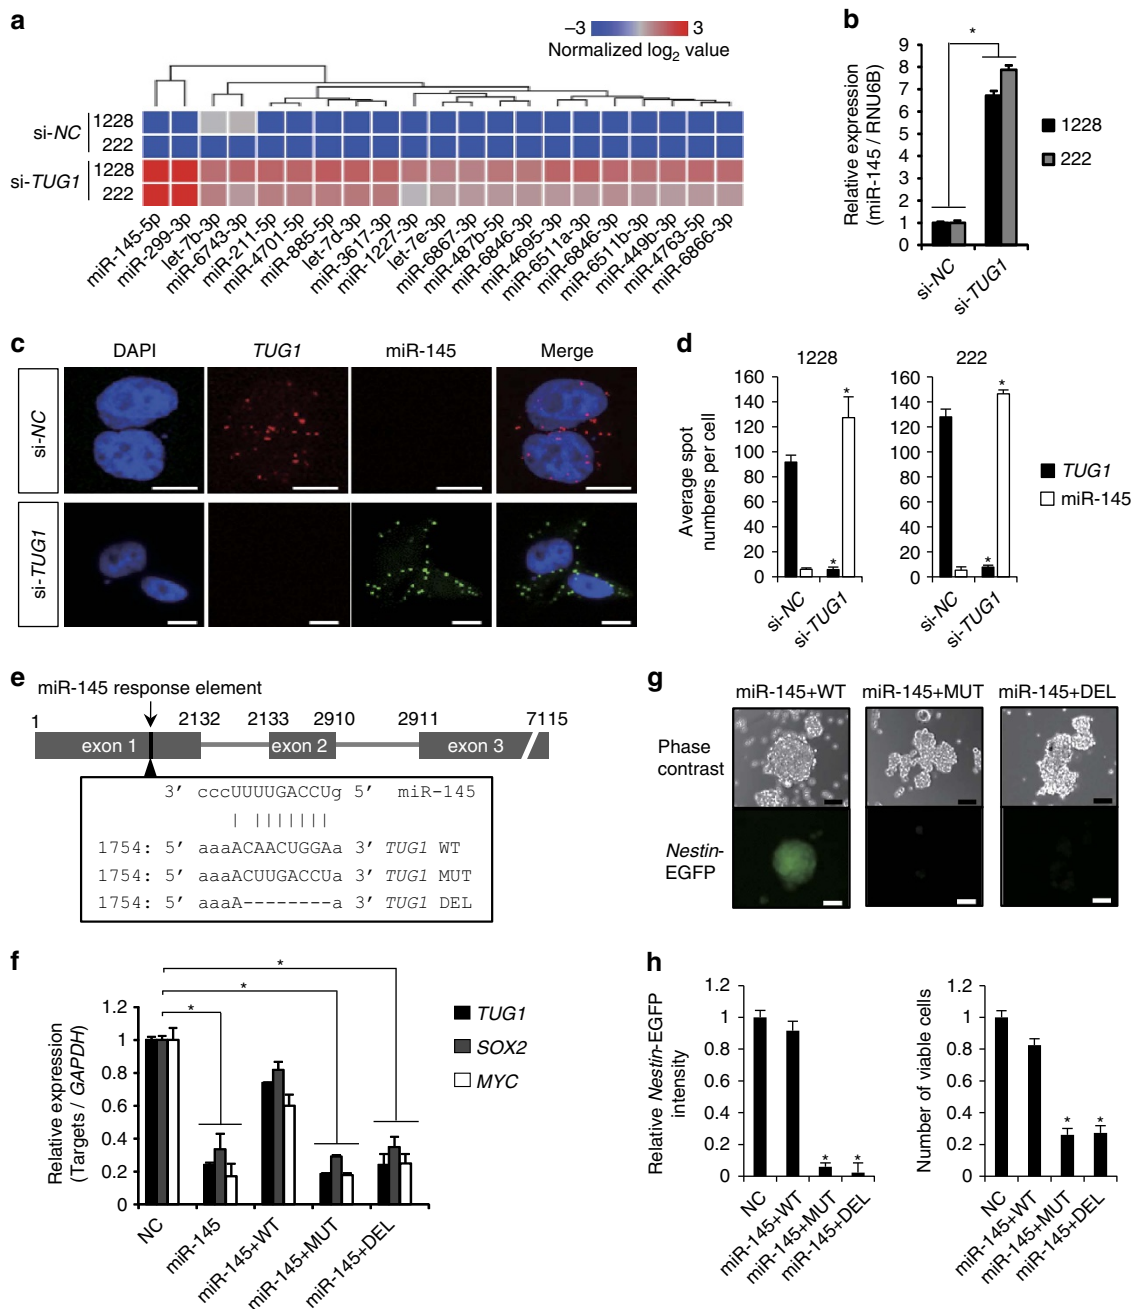 a
–3 3
Normalized log2 value
si-NC
1228
222
si-TUG1
1228
222
miR-145-5p
miR-299-3p
let-7b-3p
miR-6743-3p
miR-211-5p
miR-4701-5p
miR-885-5p
let-7d-3p
miR-3617-3p
miR-1227-3p
let-7e-3p
miR-6867-3p
miR-487b-5p
miR-6846-3p
miR-4695-3p
miR-6511a-3p
miR-6846-3p
miR-6511b-3p
miR-449b-3p
miR-4763-5p
miR-6866-3p
b
Relative expression
(miR-145 / RNU6B)
9
8
7
6
5
4
3
2
1
0
*
si-NC
si-TUG1
1228
222
c
DAPI TUG1 miR-145 Merge
si-NC
si-TUG1
d
1228
Average spot
numbers per cell
160
140
120
100
80
60
40
20
0
*
*
si-NC
si-TUG1
222
160
140
120
100
80
60
40
20
0
*
*
si-NC
si-TUG1
TUG1
miR-145
e
miR-145 response element
1 2132 2133 2910 2911 7115
exon 1 exon 2 exon 3
3′ cccUUUUGACCUg 5′ miR-145
| |||||||
1754: 5′ aaaACAACUGGAa 3′ TUG1 WT
1754: 5′ aaaACUUGACCUa 3′ TUG1 MUT
1754: 5′ aaaA--------a 3′ TUG1 DEL
g
miR-145+WT miR-145+MUT miR-145+DEL
Phase
contrast
Nestin-
EGFP
f
Relative expression
(Targets / GAPDH)
1.2
1
0.8
0.6
0.4
0.2
0
*
*
*
NC
miR-145
miR-145+WT
miR-145+MUT
miR-145+DEL
TUG1
SOX2
MYC
h
Relative Nestin-EGFP
intensity
1.2
1
0.8
0.6
0.4
0.2
0
* *
NC
miR-145+WT
miR-145+MUT
miR-145+DEL
Number of viable cells
1.2
1
0.8
0.6
0.4
0.2
0
* *
NC
miR-145+WT
miR-145+MUT
miR-145+DEL